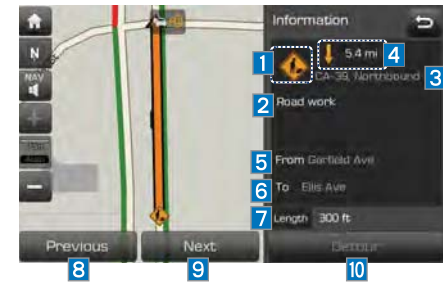 Information
N
1
5.4 mi
4
NAV
CA-39, Northbound
3
2
Road work
5
From Garfield Ave
6
To Ellis Ave
7
Length 300 ft
Previous
Next
Detour
8
9
10